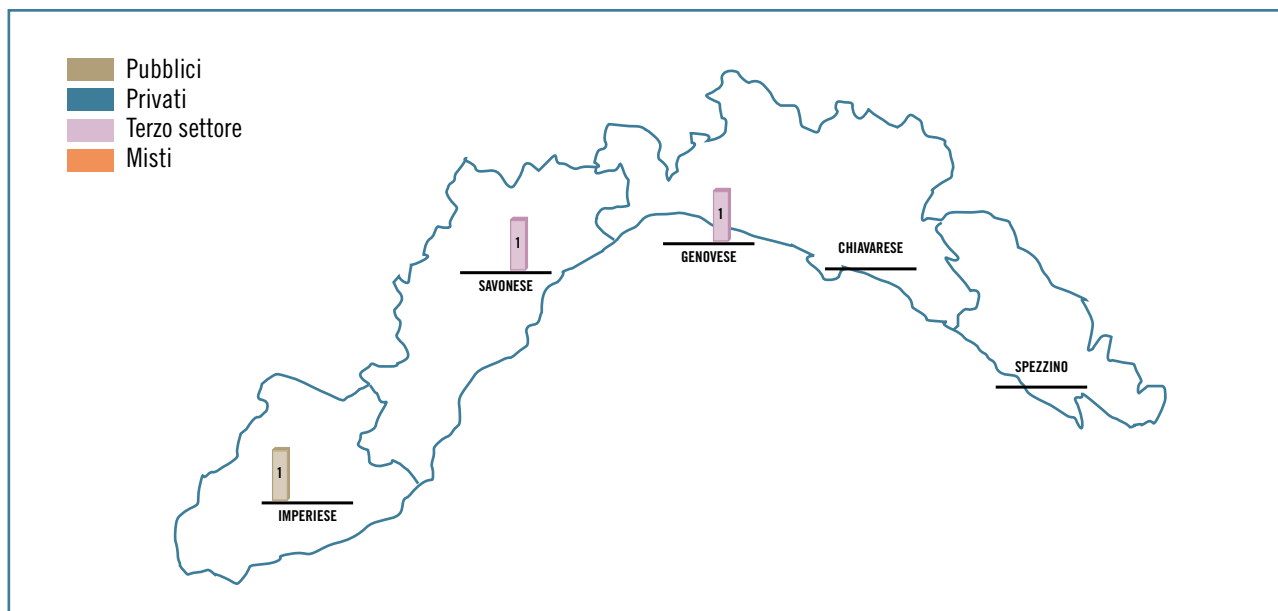 Pubblici
Privati
Terzo settore
Misti
1
GENOVESE
1
SAVONESE
CHIAVARESE
SPEZZINO
1
IMPERIESE